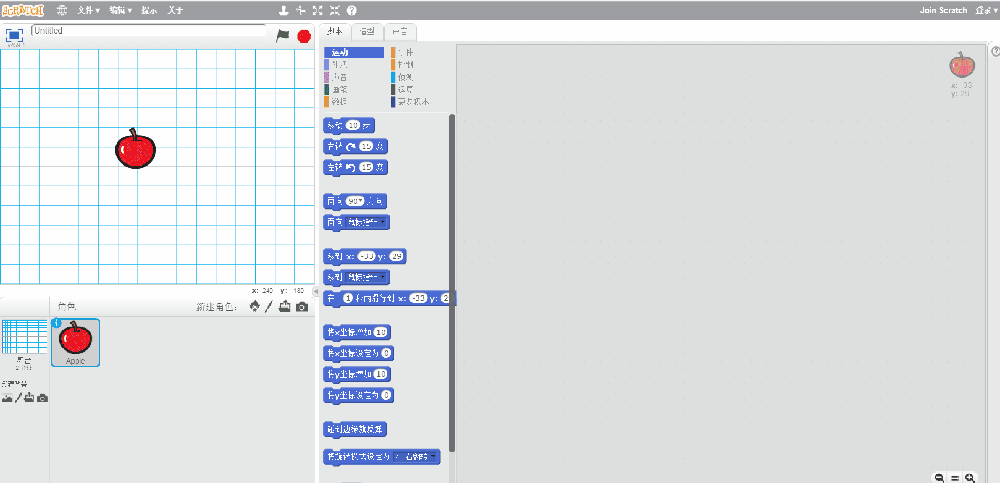 SCRATCH 文件▼ 编辑▼ 提示 关于 Join Scratch 登录▼
Untitled
v459.1
脚本 造型 声音
运动 事件
外观 控制
声音 侦测
画笔 运算
数据 更多积木
x: -33
y: 29
移动 10 步
右转 15 度
左转 15 度
面向 90▼ 方向
面向 鼠标指针
移到 x: -33 y: 29
移到 鼠标指针
在 1 秒内滑行到 x: -33 y: 29
将x坐标增加 10
将x坐标设定为 0
将y坐标增加 10
将y坐标设定为 0
碰到边缘就反弹
将旋转模式设定为 左-右翻转
x: 240 y: -180
角色 新建角色:
舞台
2 背景
新建背景
Apple